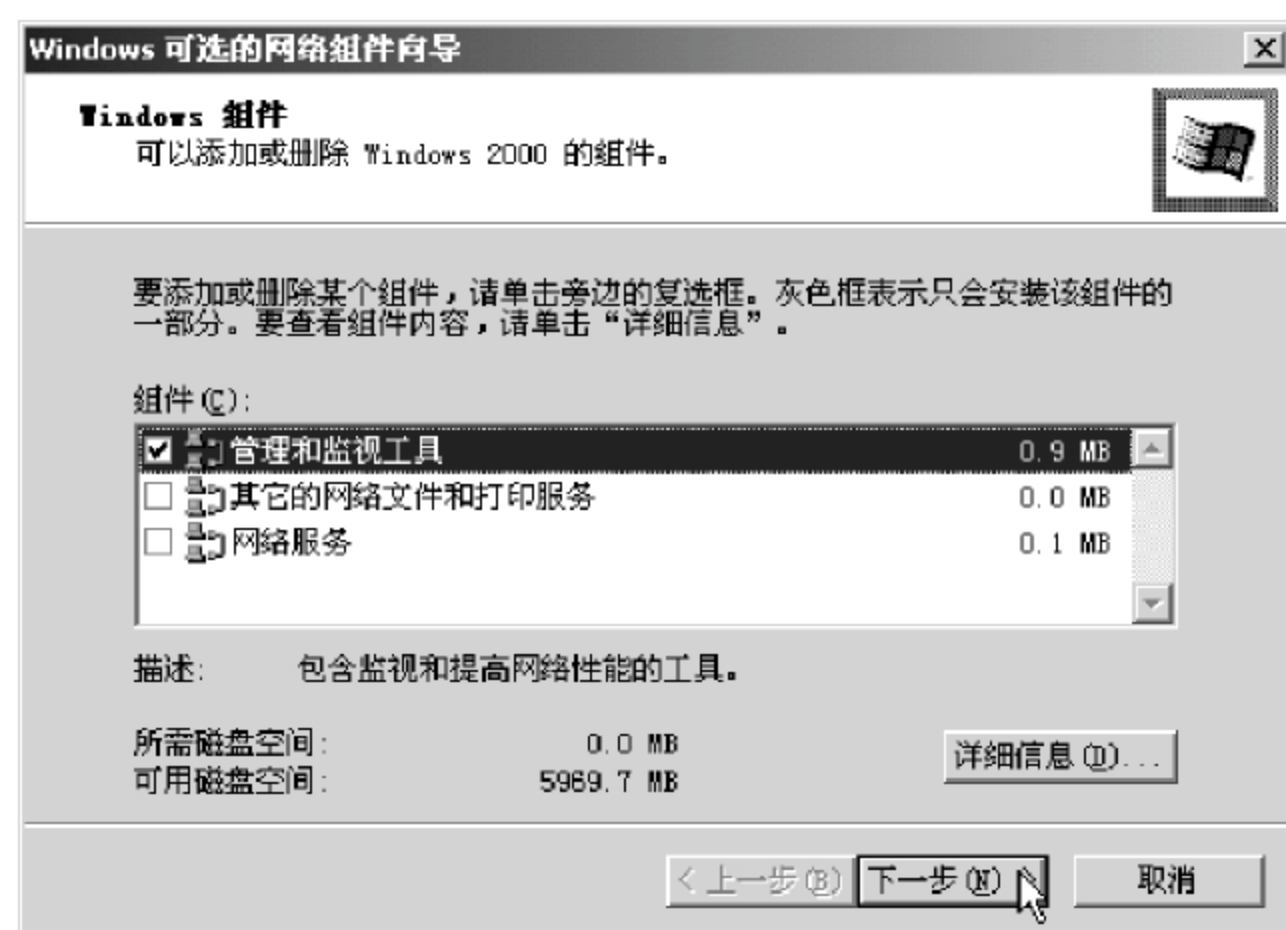 Windows 可选的网络组件向导
Windows 组件
可以添加或删除 Windows 2000 的组件。
要添加或删除某个组件，请单击旁边的复选框。灰色框表示只会安装该组件的
一部分。要查看组件内容，请单击“详细信息”。
组件(C):
管理和监视工具 0.9 MB
其它的网络文件和打印服务 0.0 MB
网络服务 0.1 MB
描述: 包含监视和提高网络性能的工具。
所需磁盘空间: 0.0 MB
可用磁盘空间: 5969.7 MB
详细信息(D)...
< 上一步(B) 下一步(N) > 取消